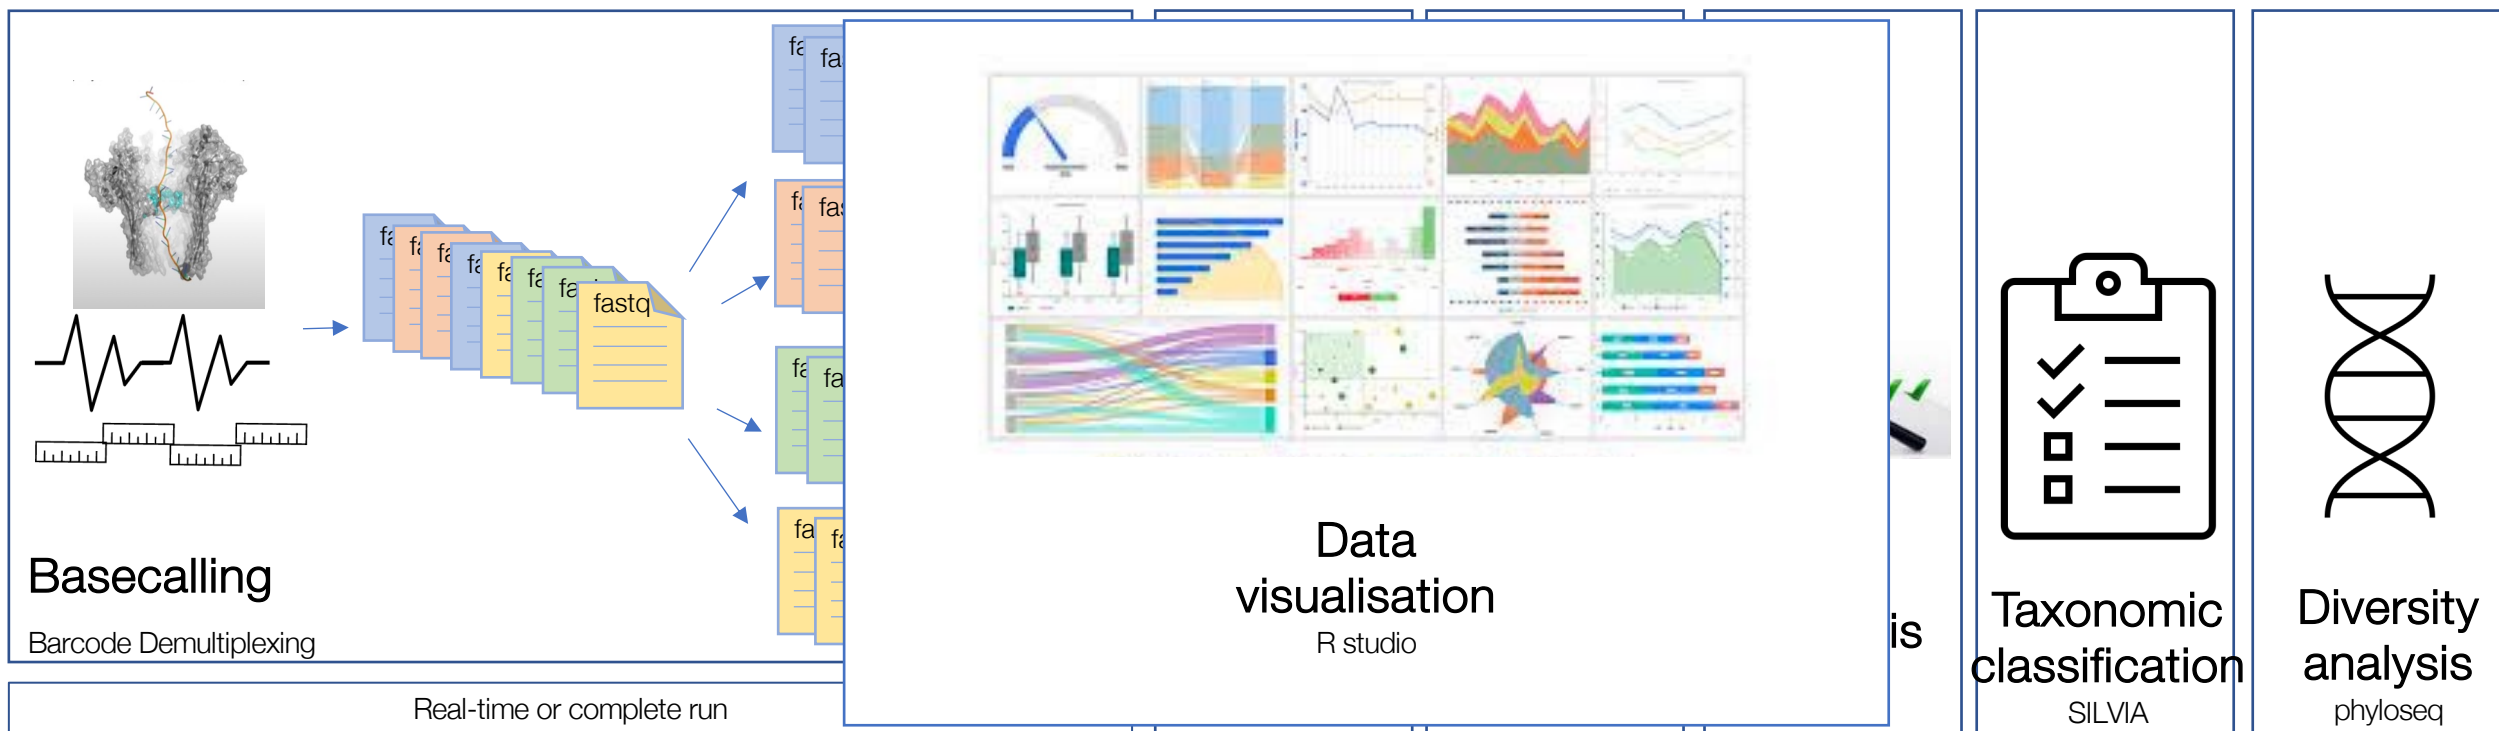 fa
fa
fa
fa
fa
fa
fa
fastq
fa
fa
fa
fas
fa
fa
fa
fa
Basecalling
Barcode Demultiplexing
Real-time or complete run
Data
visualisation
R studio
is
Taxonomic
classification
SILVIA
Diversity
analysis
phyloseq